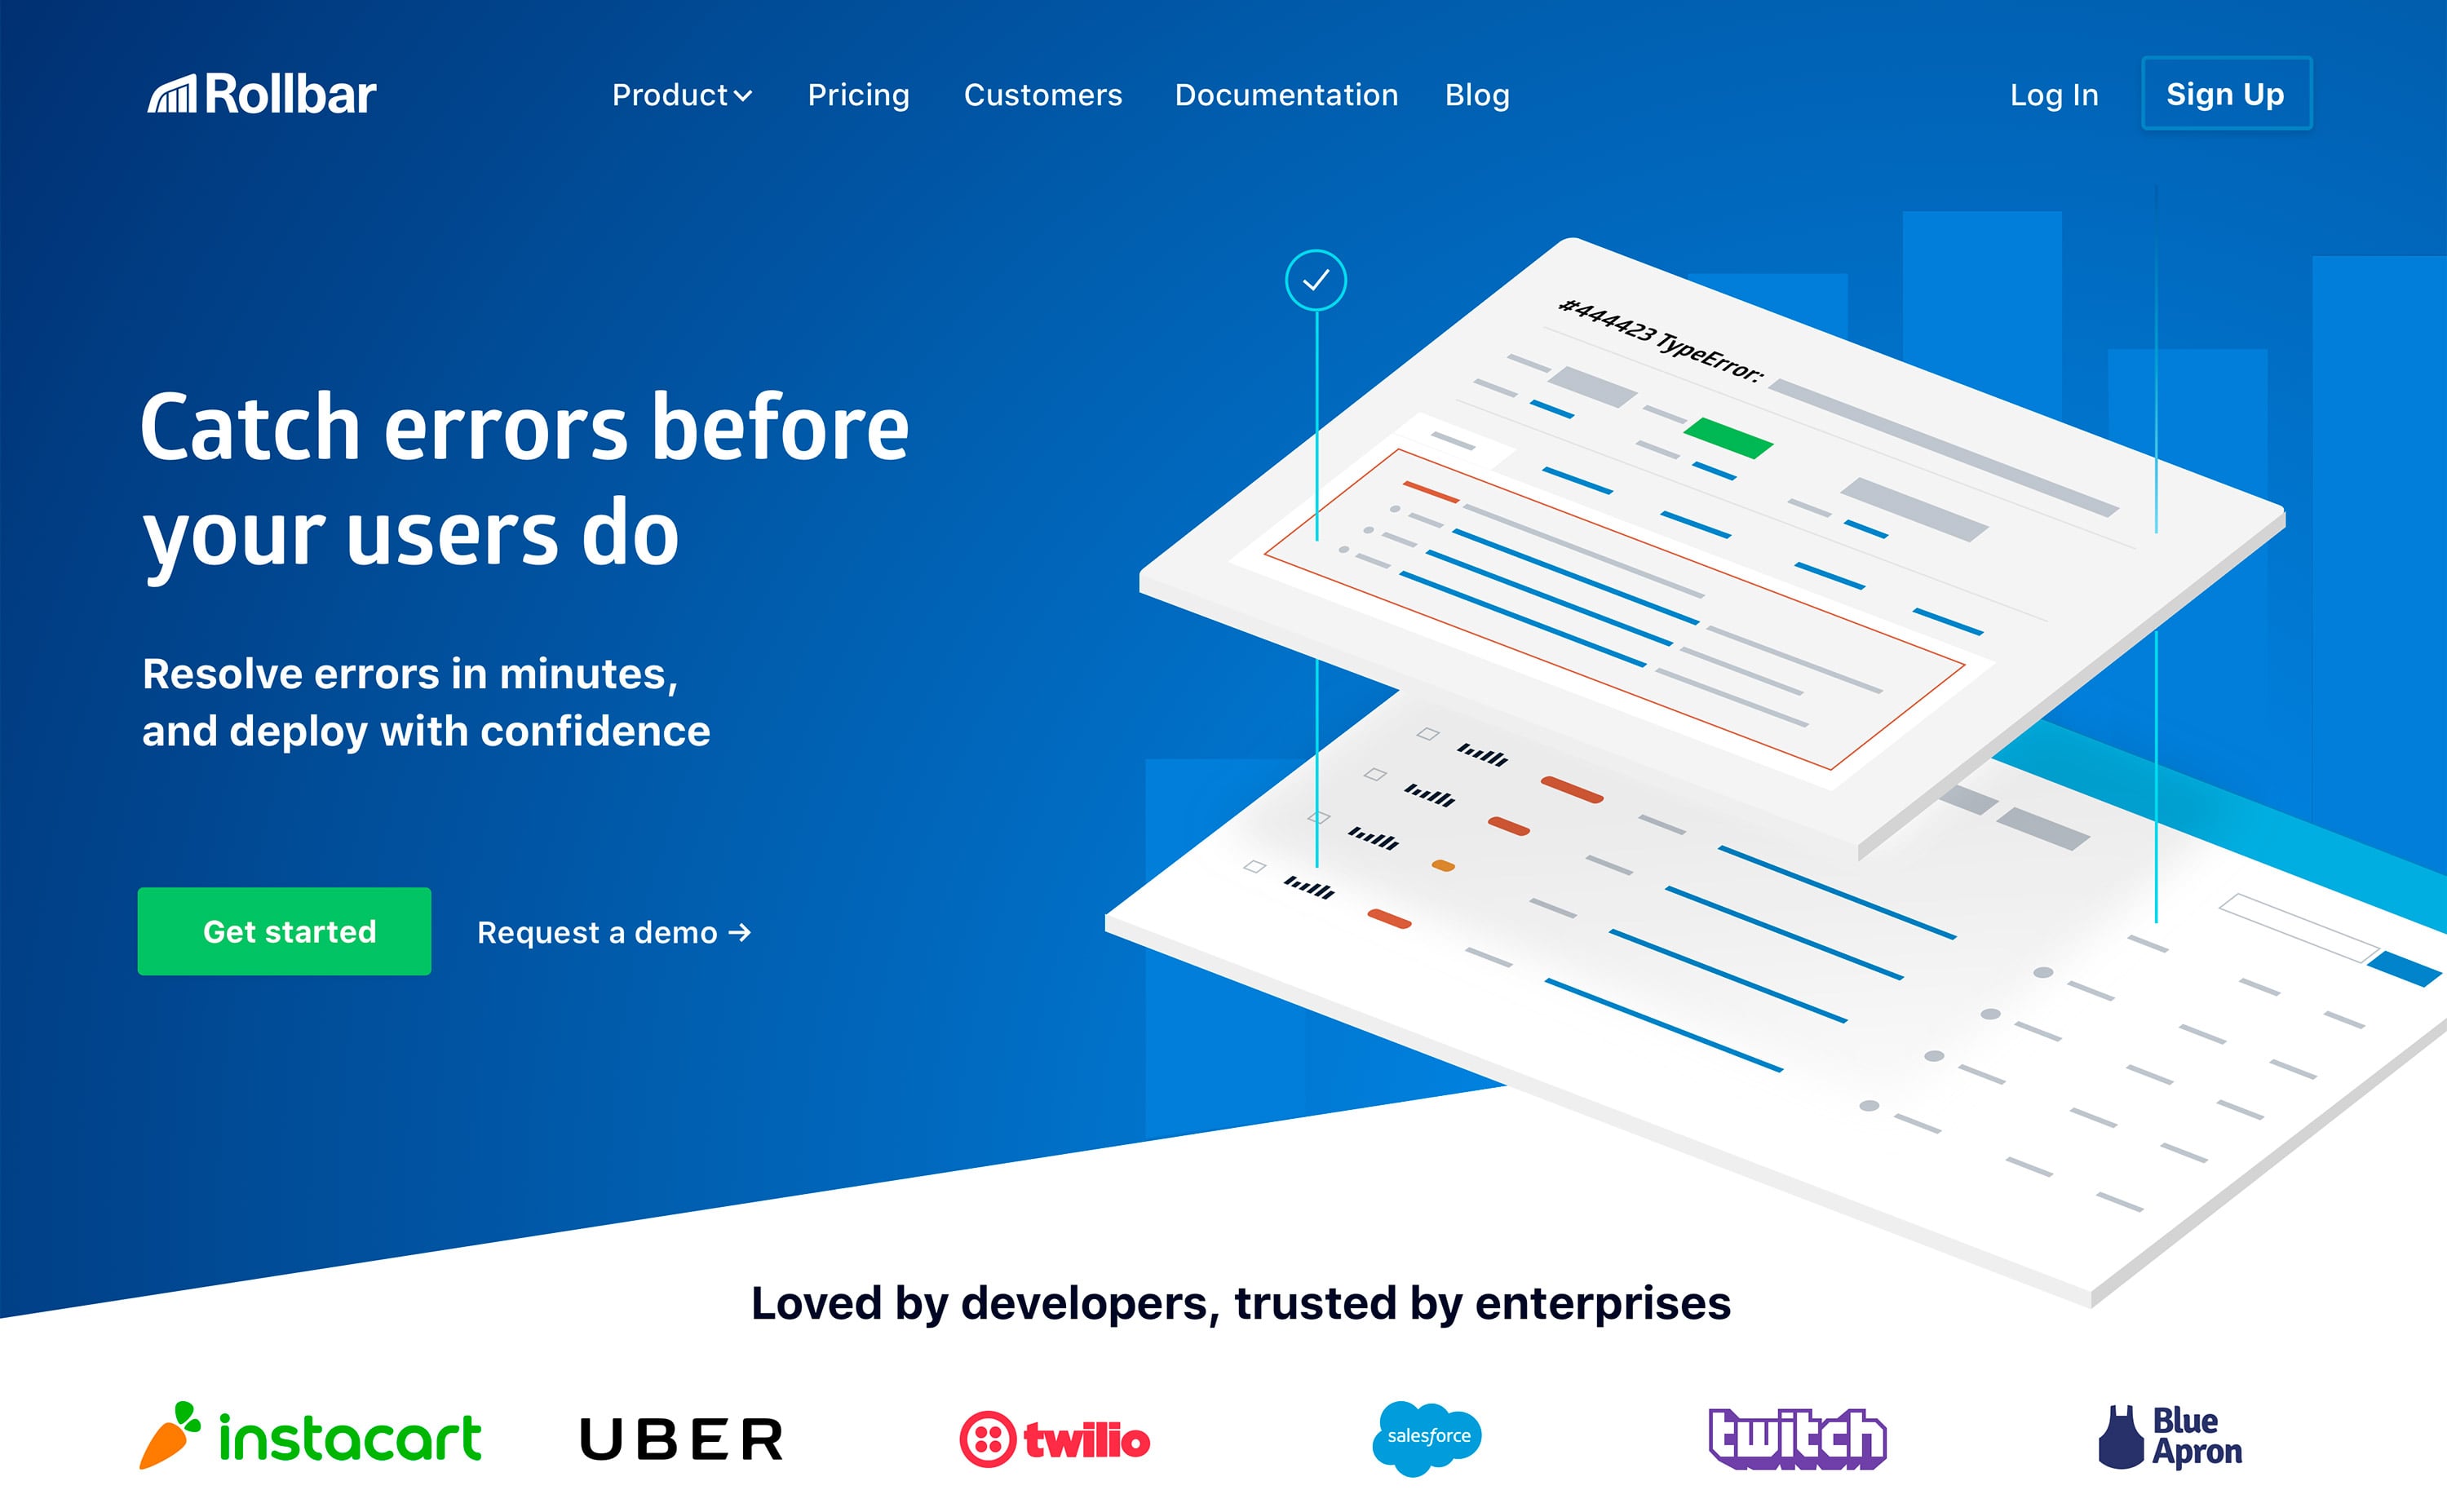 Rollbar
Product Pricing Customers Documentation Blog
Log In Sign Up
#444423 TypeError:
Catch errors before
your users do
Resolve errors in minutes,
and deploy with confidence
Get started
Request a demo →
Loved by developers, trusted by enterprises
instacart
UBER
twilio
salesforce
twitch
Blue
Apron